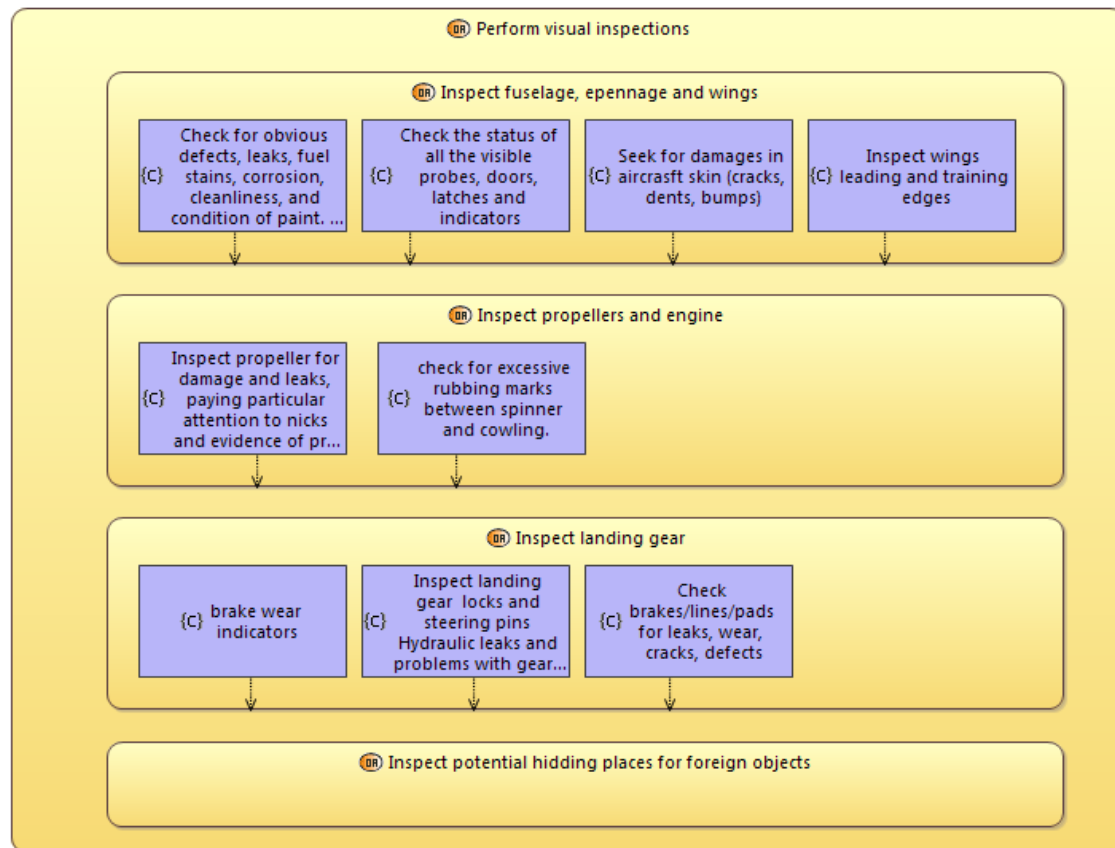 OA Perform visual inspections
OA Inspect fuselage, epennage and wings
{C}
Check for obvious
defects, leaks, fuel
stains, corrosion,
cleanliness, and
condition of paint. ...
{C}
Check the status of
all the visible
probes, doors,
latches and
indicators
{C}
Seek for damages in
aircrasft skin (cracks,
dents, bumps)
{C}
Inspect wings
leading and training
edges
OA Inspect propellers and engine
{C}
Inspect propeller for
damage and leaks,
paying particular
attention to nicks
and evidence of pr...
{C}
check for excessive
rubbing marks
between spinner
and cowling.
OA Inspect landing gear
{C}
brake wear
indicators
{C}
Inspect landing
gear locks and
steering pins
Hydraulic leaks and
problems with gear...
{C}
Check
brakes/lines/pads
for leaks, wear,
cracks, defects
OA Inspect potential hidding places for foreign objects